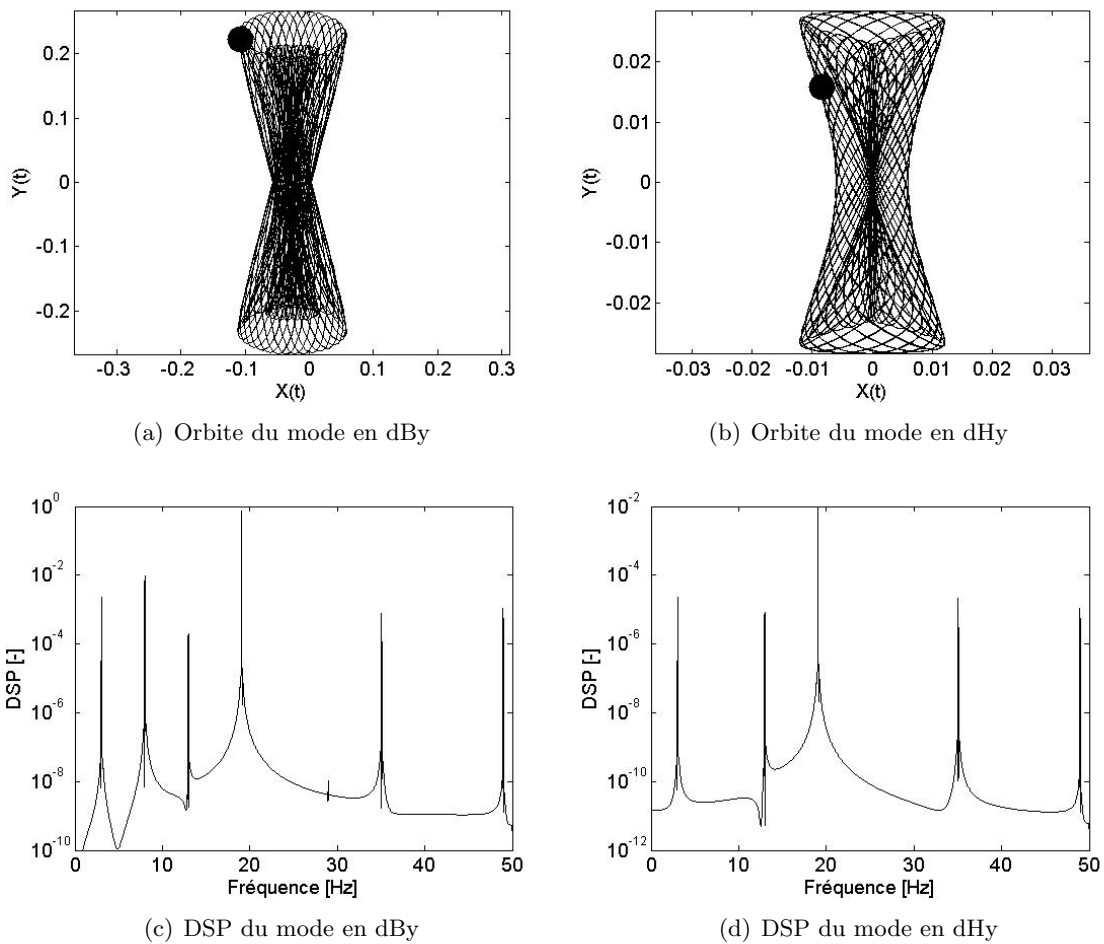 0.2
0.1
0
-0.1
-0.2
Y(t)
-0.3 -0.2 -0.1 0 0.1 0.2 0.3
X(t)
(a) Orbite du mode en dBy
0.02
0.01
0
-0.01
-0.02
Y(t)
-0.03 -0.02 -0.01 0.00 0.01 0.02 0.03
X(t)
(b) Orbite du mode en dHy
10^0
10^-2
10^-4
10^-6
10^-8
10^-10
DSP [-]
0 10 20 30 40 50
Fréquence [Hz]
(c) DSP du mode en dBy
10^-2
10^-4
10^-6
10^-8
10^-10
10^-12
DSP [-]
0 10 20 30 40 50
Fréquence [Hz]
(d) DSP du mode en dHy